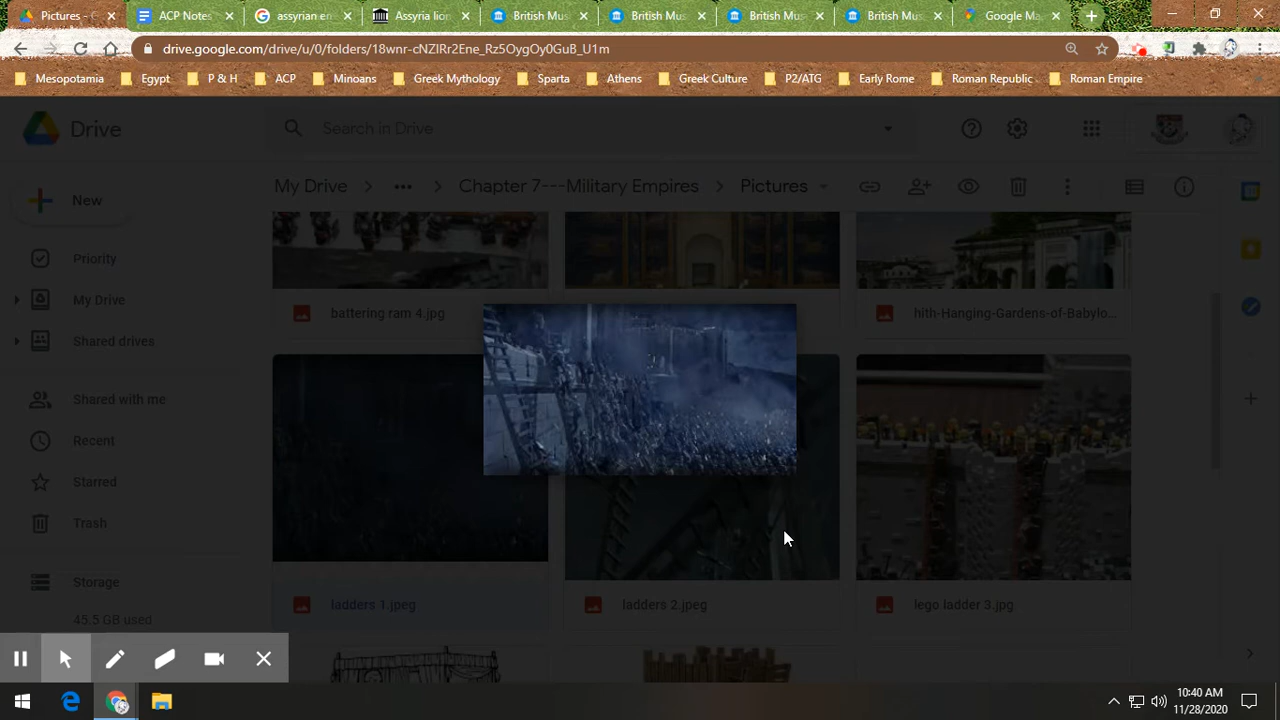 Pictures - G
ACP Notes
assyrian em
Assyria lion
British Mus
British Mus
British Mus
British Mus
Google Ma
drive.google.com/drive/u/0/folders/18wnr-cNZIRr2Ene_Rz5OygOy0GuB_U1m
Mesopotamia
Egypt
P & H
ACP
Minoans
Greek Mythology
Sparta
Athens
Greek Culture
P2/ATG
Early Rome
Roman Republic
Roman Empire
Drive
Search in Drive
New
My Drive
Chapter 7---Military Empires
Pictures
Priority
My Drive
Shared drives
Shared with me
Recent
Starred
Trash
Storage
45.5 GB used
battering ram 4.jpg
hith-Hanging-Gardens-of-Babylo...
ladders 1.jpeg
ladders 2.jpeg
lego ladder 3.jpg
10:40 AM
11/28/2020